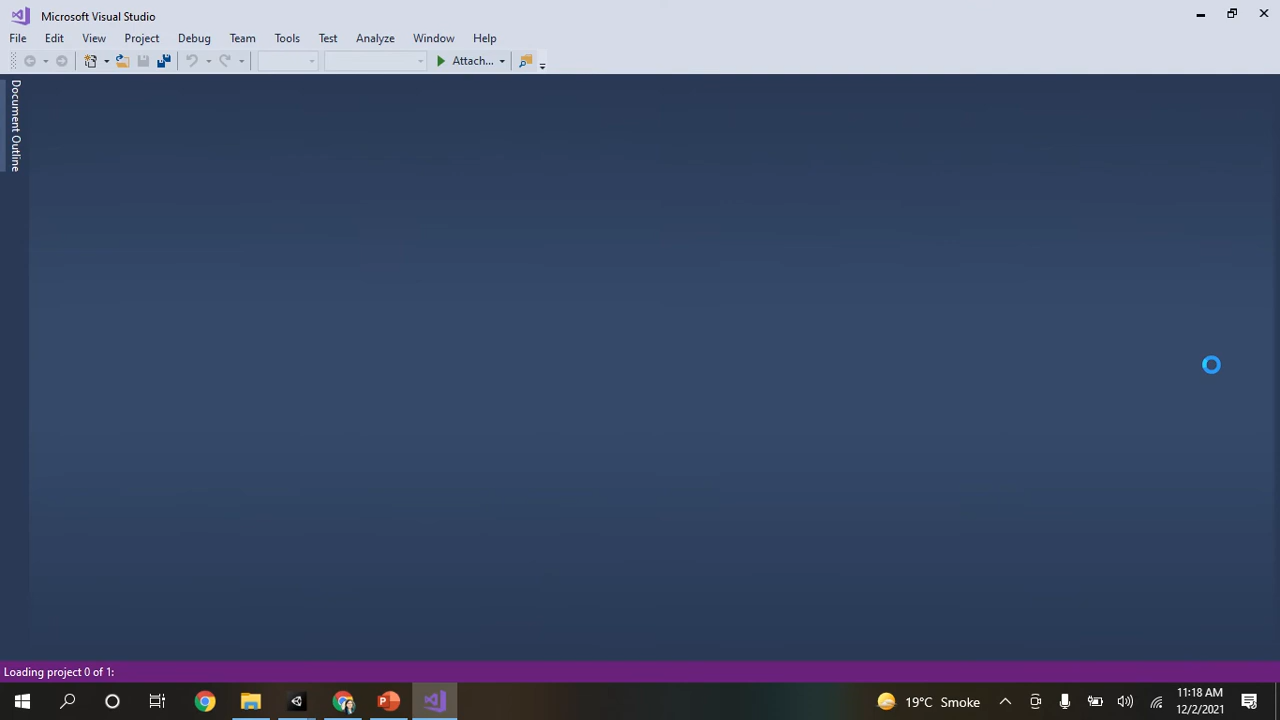 Microsoft Visual Studio
File Edit View Project Debug Team Tools Test Analyze Window Help
Attach...
Document Outline
Loading project 0 of 1:
19°C Smoke
11:18 AM
12/2/2021